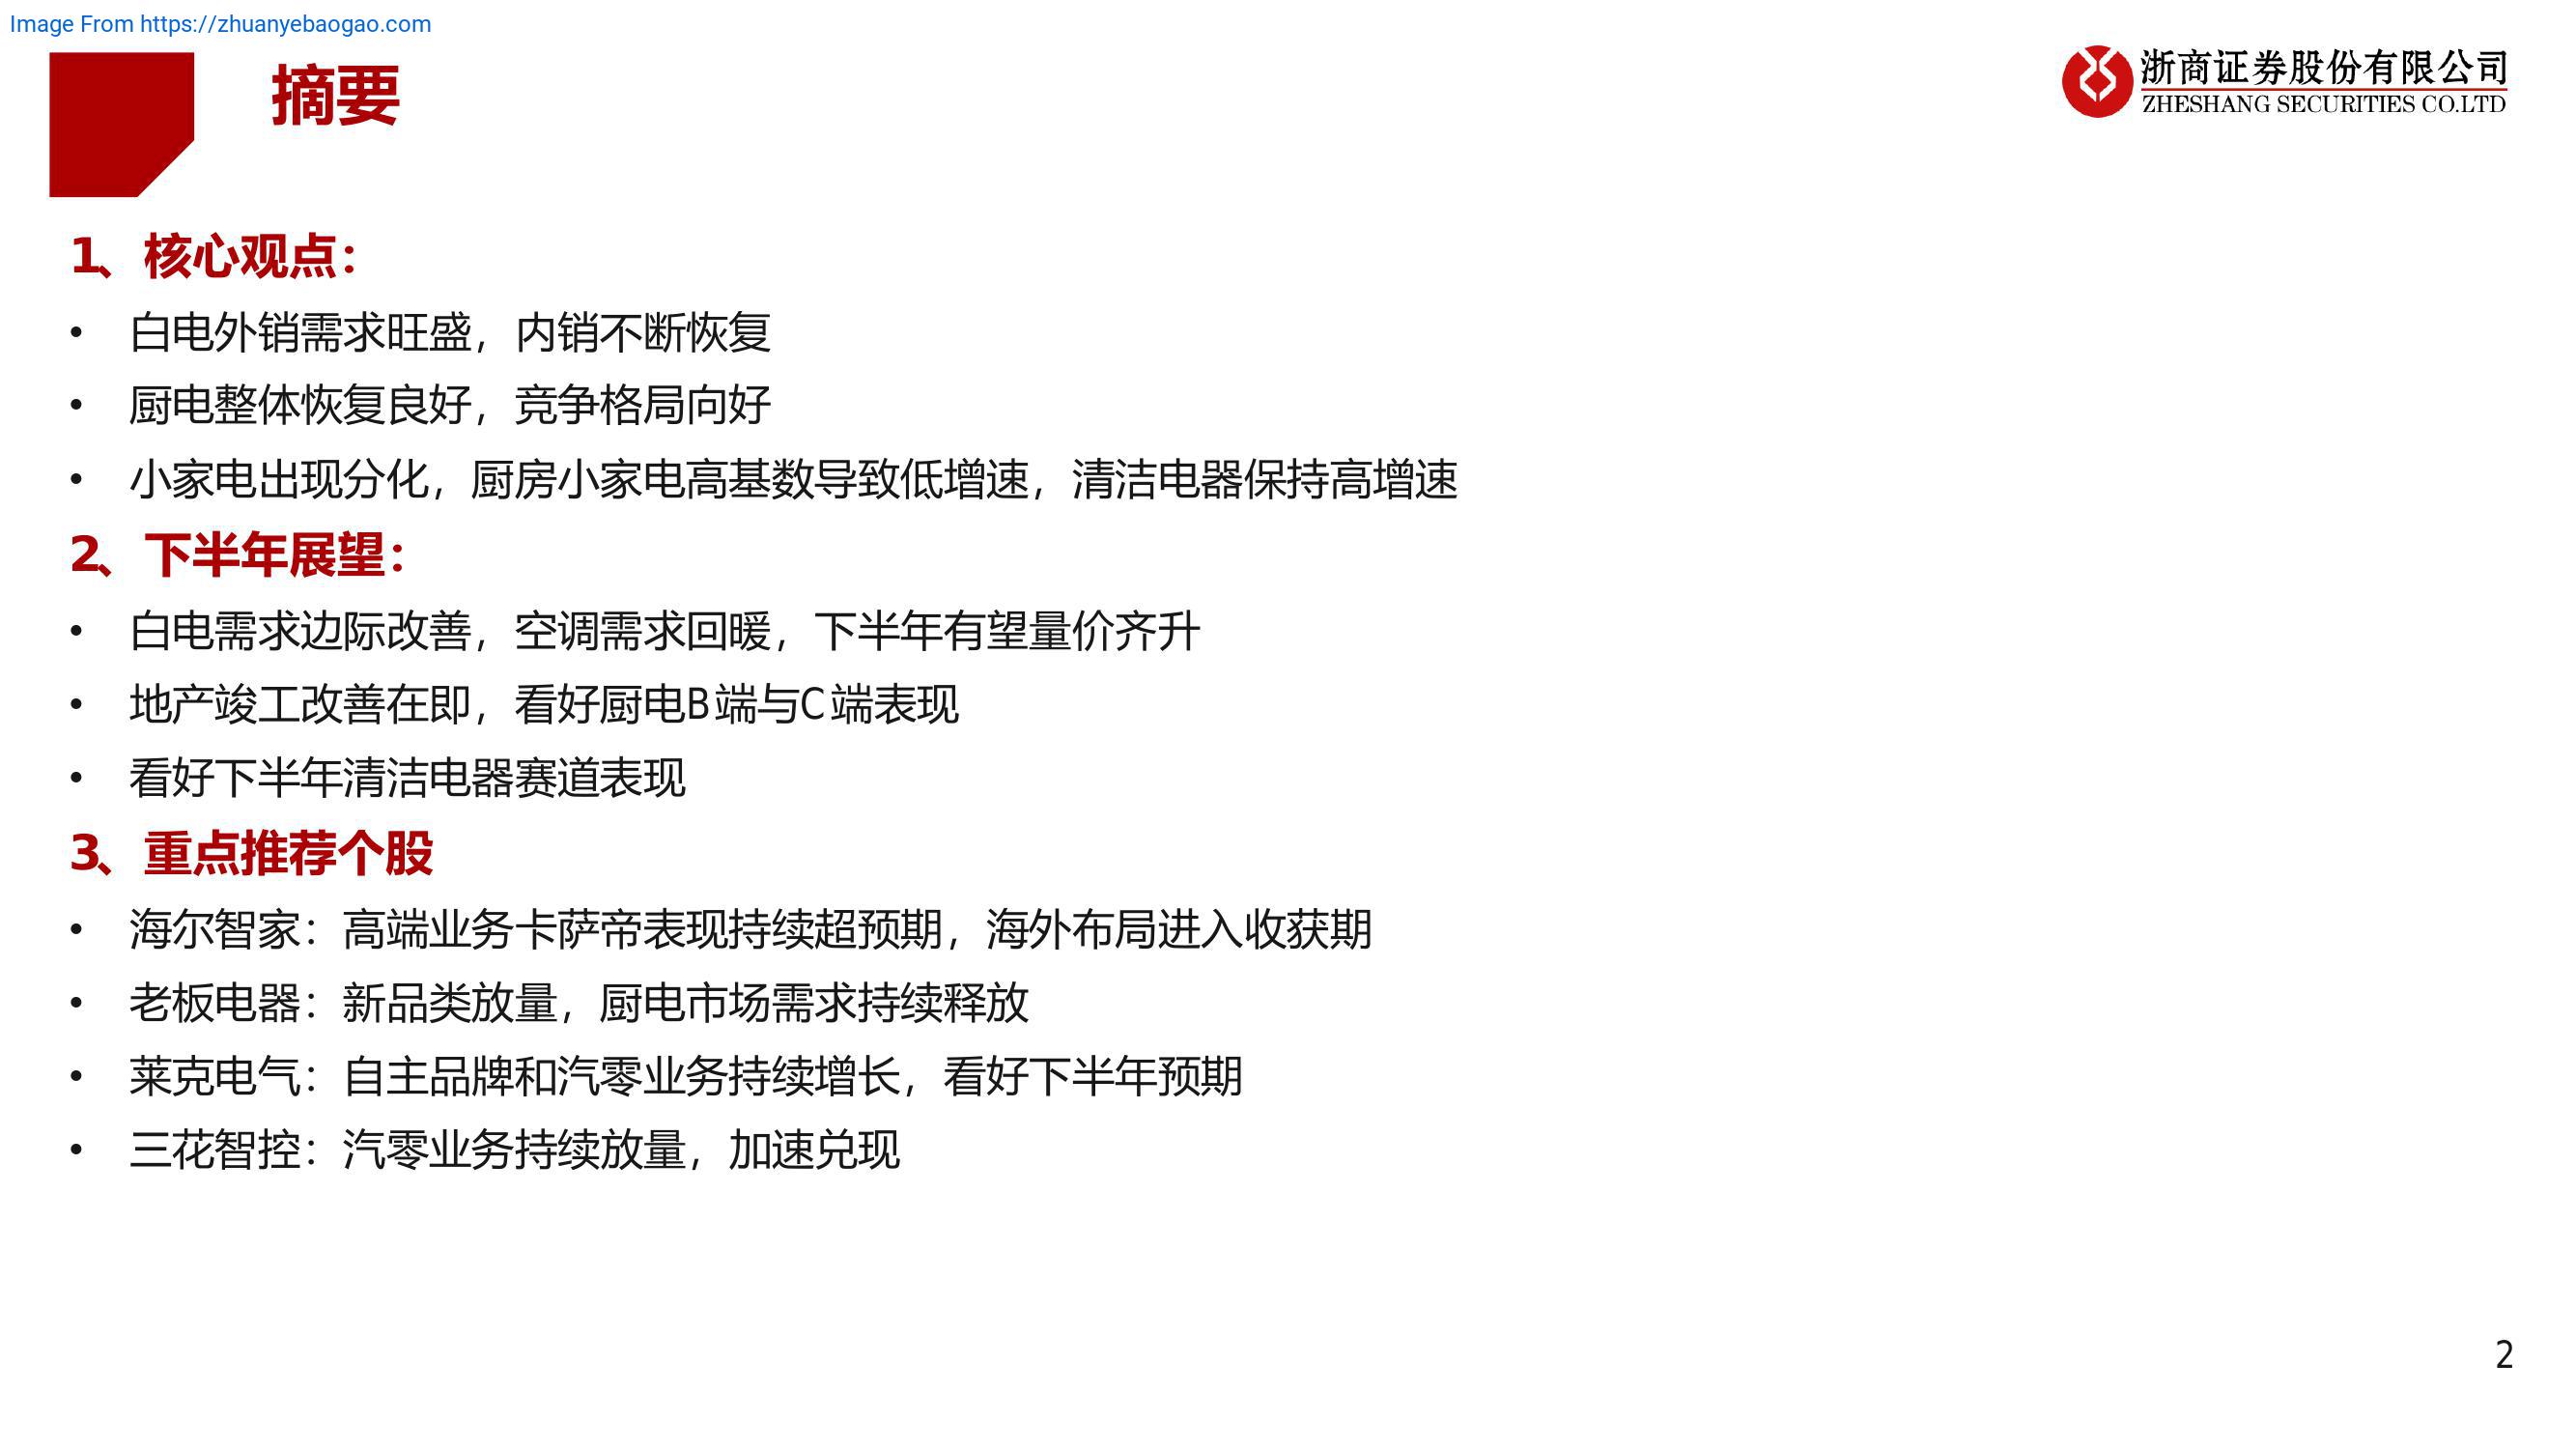 Image From https://zhuanyebaogao.com
摘要
浙商证券股份有限公司
ZHESHANG SECURITIES CO.LTD
1、核心观点：
• 白电外销需求旺盛，内销不断恢复
• 厨电整体恢复良好，竞争格局向好
• 小家电出现分化，厨房小家电高基数导致低增速，清洁电器保持高增速
2、下半年展望：
• 白电需求边际改善，空调需求回暖，下半年有望量价齐升
• 地产竣工改善在即，看好厨电B端与C端表现
• 看好下半年清洁电器赛道表现
3、重点推荐个股
• 海尔智家：高端业务卡萨帝表现持续超预期，海外布局进入收获期
• 老板电器：新品类放量，厨电市场需求持续释放
• 莱克电气：自主品牌和汽零业务持续增长，看好下半年预期
• 三花智控：汽零业务持续放量，加速兑现
2